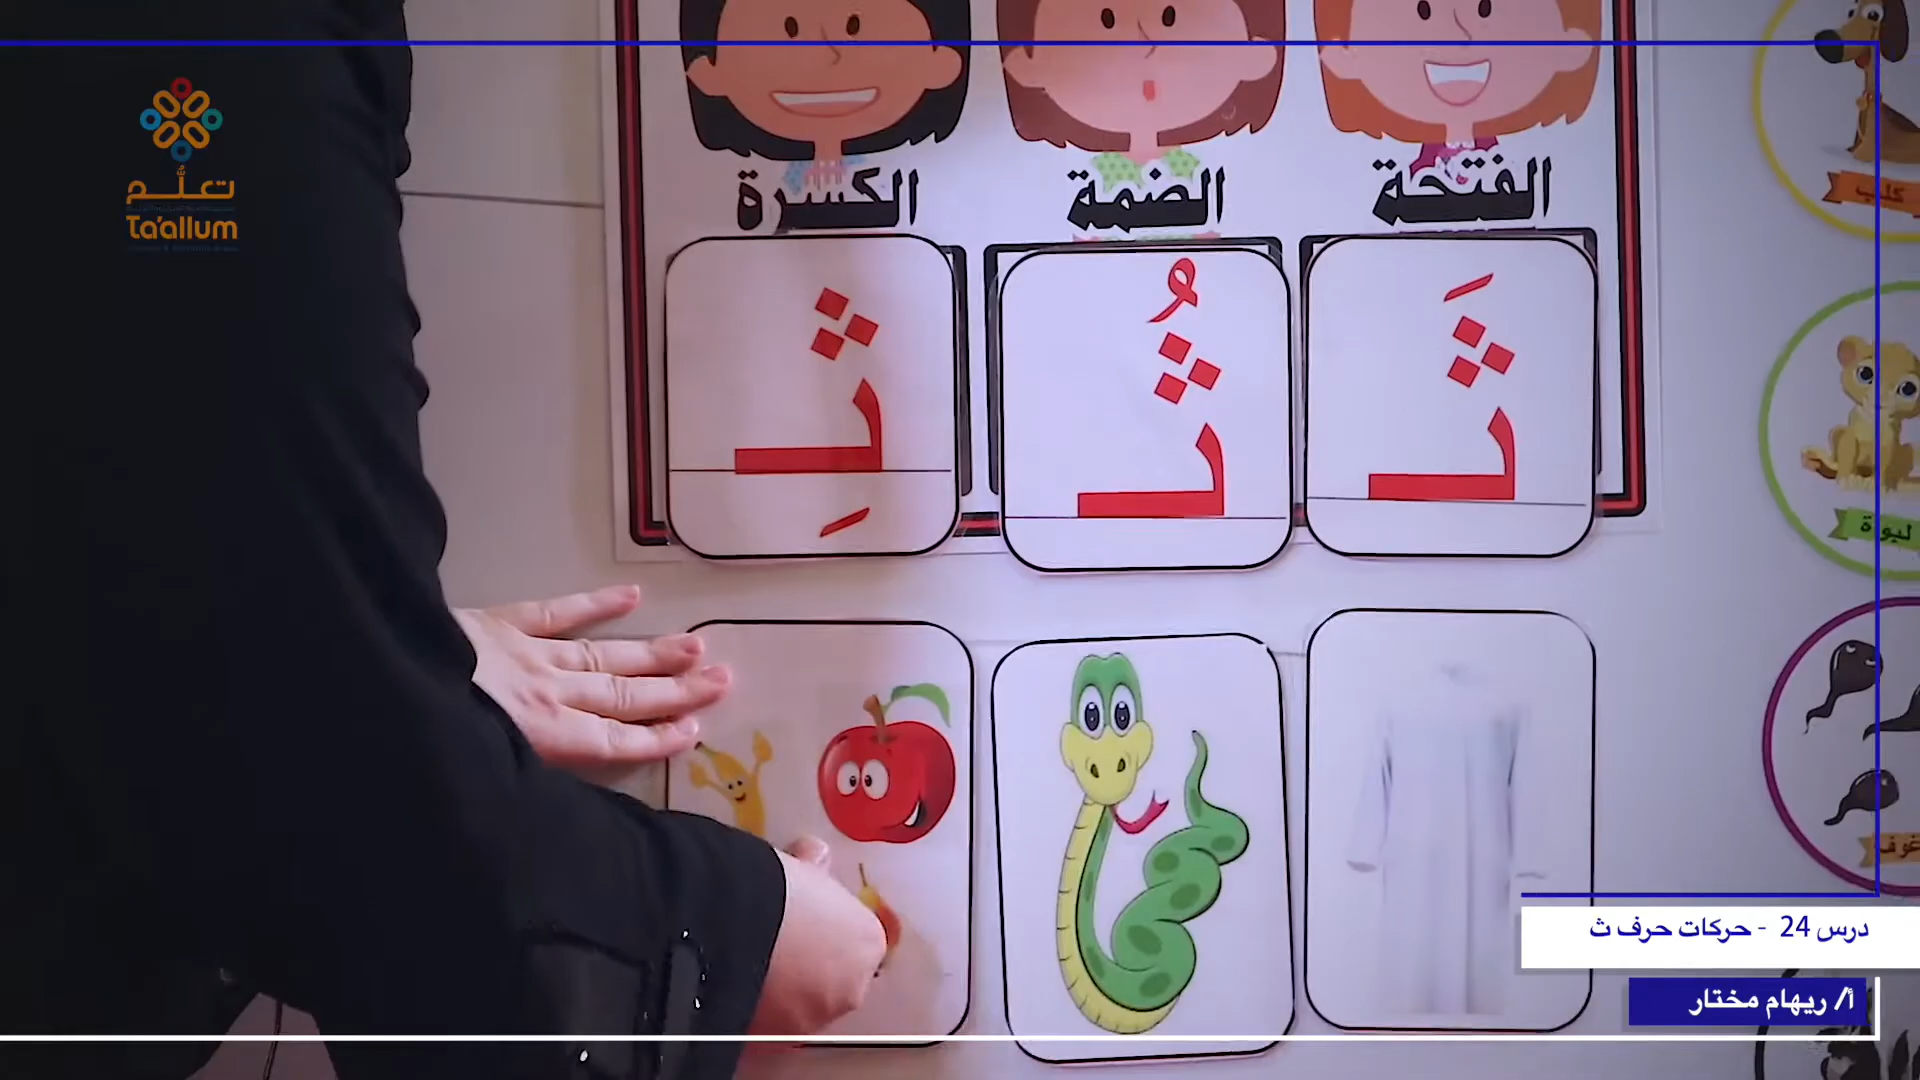 تعلّم
Ta'allum
الفتحة
الضمة
الكسرة
ثَـ
ثُـ
ثِـ
كلب
لبوة
درس 24 - حركات حرف ث
أ/ ريهام مختار